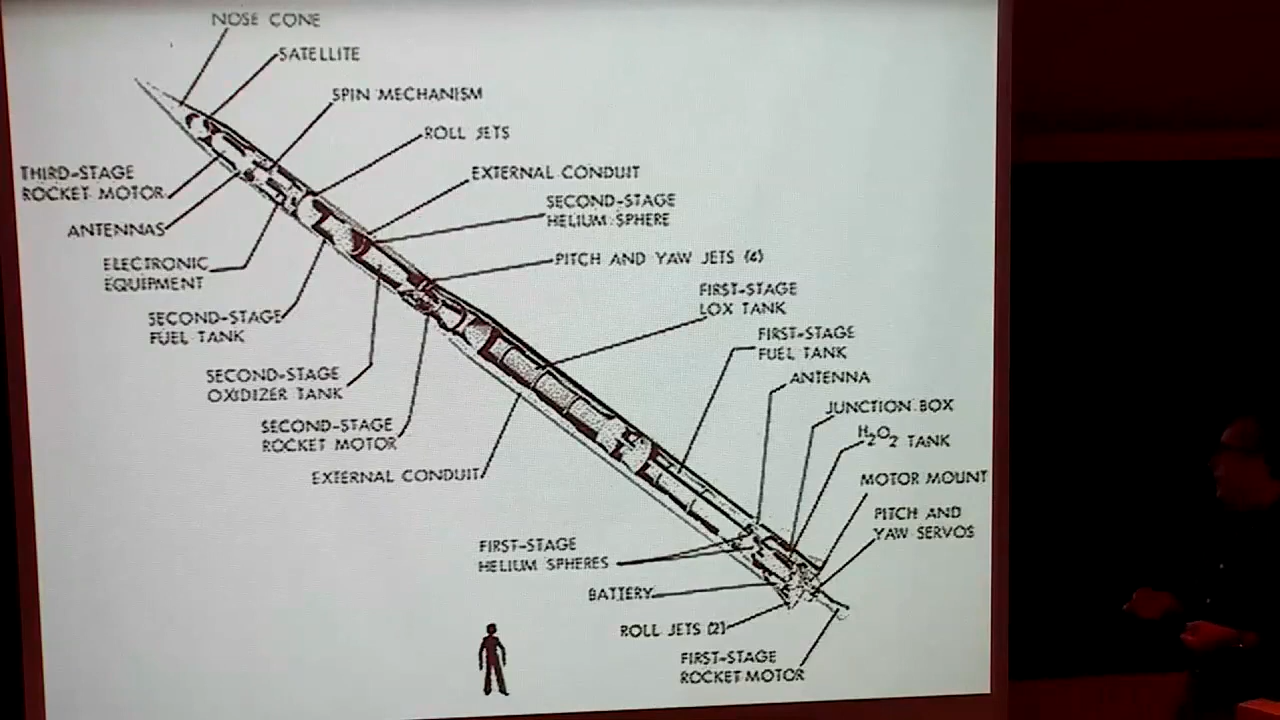 NOSE CONE
SATELLITE
SPIN MECHANISM
ROLL JETS
EXTERNAL CONDUIT
SECOND-STAGE
HELIUM SPHERE
PITCH AND YAW JETS (4)
FIRST-STAGE
LOX TANK
FIRST-STAGE
FUEL TANK
ANTENNA
JUNCTION BOX
H₂O₂ TANK
MOTOR MOUNT
PITCH AND
YAW SERVOS
THIRD-STAGE
ROCKET MOTOR
ANTENNAS
ELECTRONIC
EQUIPMENT
SECOND-STAGE
FUEL TANK
SECOND-STAGE
OXIDIZER TANK
SECOND-STAGE
ROCKET MOTOR
EXTERNAL CONDUIT
FIRST-STAGE
HELIUM SPHERES
BATTERY
ROLL JETS (2)
FIRST-STAGE
ROCKET MOTOR